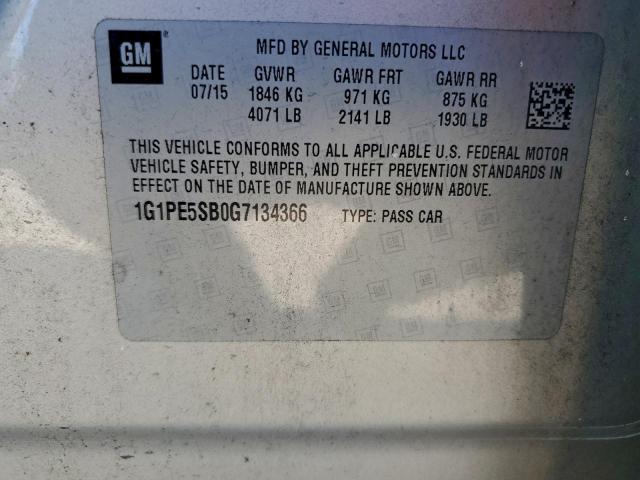 GM MFD BY GENERAL MOTORS LLC
DATE GVWR GAWR FRT GAWR RR
07/15 1846 KG 971 KG 875 KG
4071 LB 2141 LB 1930 LB
THIS VEHICLE CONFORMS TO ALL APPLICABLE U.S. FEDERAL MOTOR
VEHICLE SAFETY, BUMPER, AND THEFT PREVENTION STANDARDS IN
EFFECT ON THE DATE OF MANUFACTURE SHOWN ABOVE.
1G1PE5SB0G7134366 TYPE: PASS CAR